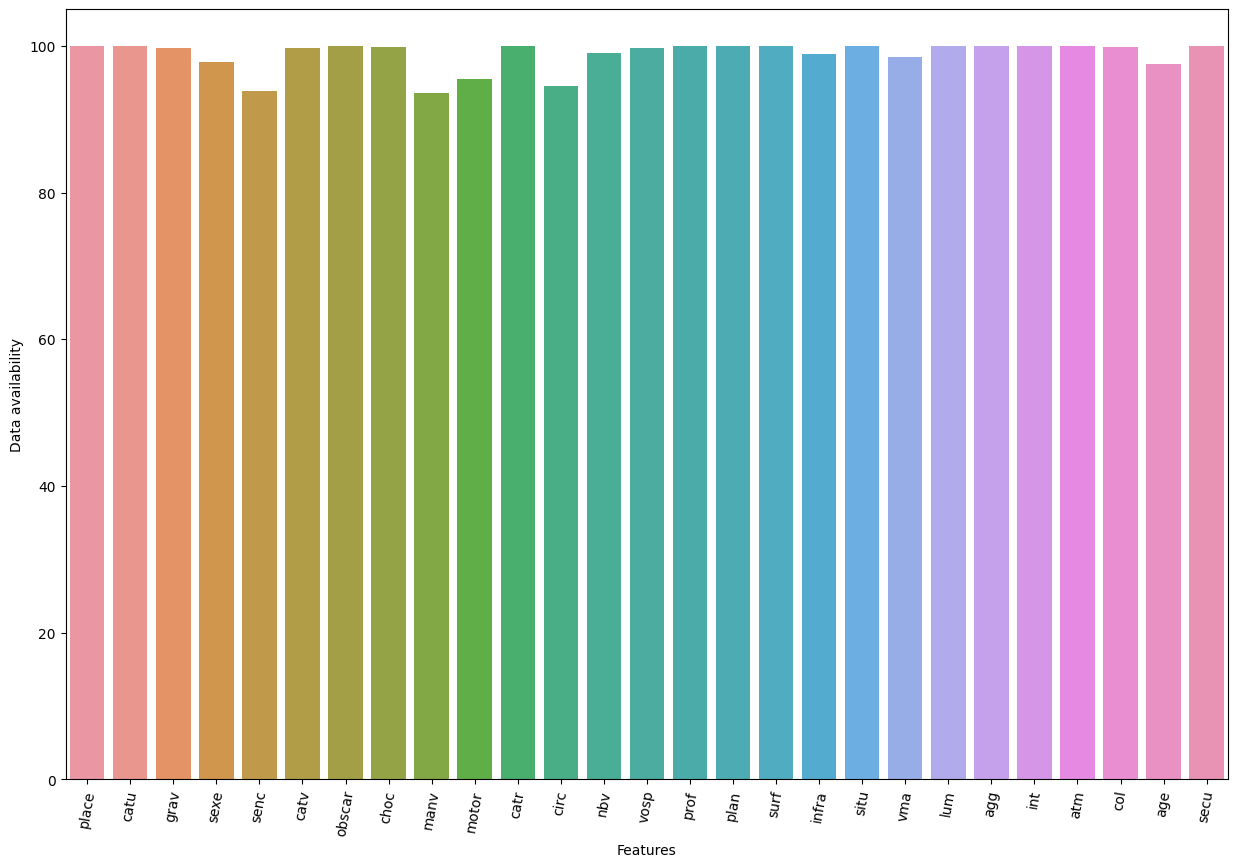 100
80
60
40
20
0
Data availability
place catu grav sexe senc catv obscar choc manv motor catr circ nbv vosp prof plan surf infra situ vma lum agg int atm col age secu
Features